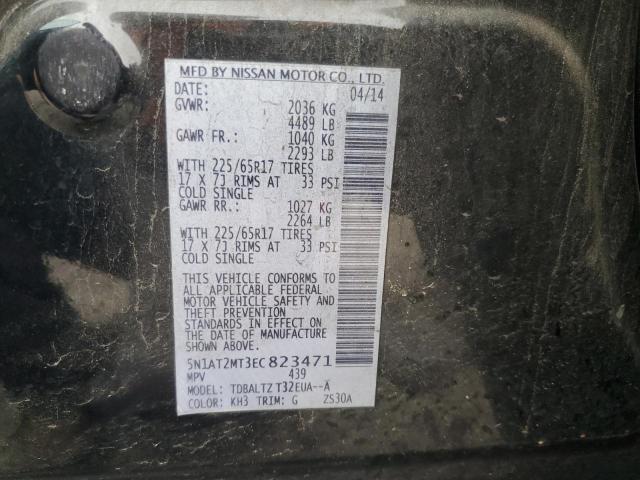 MFD BY NISSAN MOTOR CO., LTD.
DATE: 04/14
GVWR: 2036 KG
4489 LB
GAWR FR: 1040 KG
2293 LB
WITH 225/65R17 TIRES
17 X 7J RIMS AT 33 PSI
COLD SINGLE
GAWR RR: 1027 KG
2264 LB
WITH 225/65R17 TIRES
17 X 7J RIMS AT 33 PSI
COLD SINGLE
THIS VEHICLE CONFORMS TO
ALL APPLICABLE FEDERAL
MOTOR VEHICLE SAFETY AND
THEFT PREVENTION
STANDARDS IN EFFECT ON
THE DATE OF MANUFACTURE
SHOWN ABOVE.
5N1AT2MT3EC823471
MPV 439
MODEL: TDBALTZ T32EUA--A
COLOR: KH3 TRIM: G ZS30A